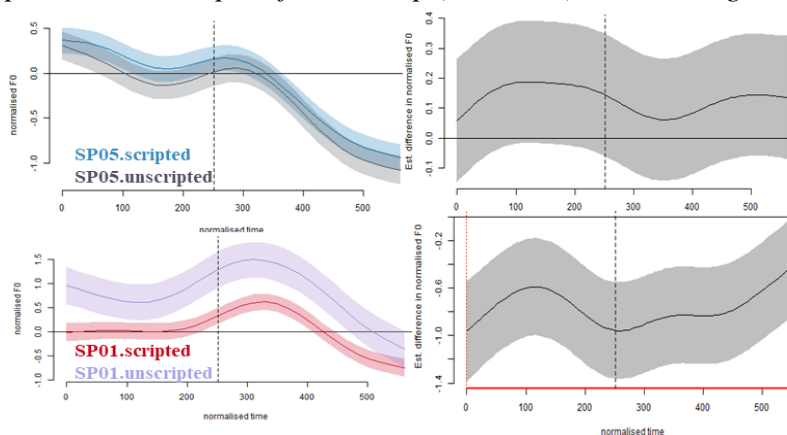 0.5
0.0
-0.5
-1.0
normalised F0
SP05.scripted
SP05.unscripted
0 100 200 300 400 500
normalised time
0.4
0.3
0.2
0.1
0.0
-0.1
Est. difference in normalised F0
0 100 200 300 400 500
1.5
1.0
0.5
0.0
-0.5
-1.0
normalised F0
SP01.scripted
SP01.unscripted
0 100 200 300 400 500
normalised time
-0.2
-0.6
-1.0
-1.4
Est. difference in normalised F0
0 100 200 300 400 500
normalised time